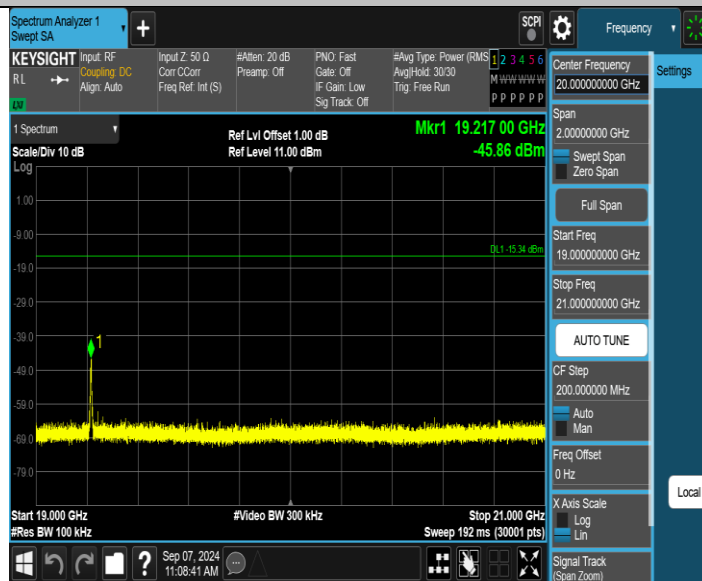 Spectrum Analyzer 1
Swept SA
+
SCPI
Frequency
KEYSIGHT
RL
Input: RF
Coupling: DC
Align: Auto
Input Z: 50 Ω
Corr CCorr
Freq Ref: Int (S)
#Atten: 20 dB
Preamp: Off
PNO: Fast
Gate: Off
IF Gain: Low
Sig Track: Off
#Avg Type: Power (RMS
Avg|Hold: 30/30
Trig: Free Run
1 2 3 4 5 6
M W W W W W
P P P P P P
1 Spectrum
Scale/Div 10 dB
Log
Ref Lvl Offset 1.00 dB
Ref Level 11.00 dBm
Mkr1 19.217 00 GHz
-45.86 dBm
1.00
-9.00
-19.0
-29.0
-39.0
-49.0
-59.0
-69.0
-79.0
DL1 -15.34 dBm
1
Start 19.000 GHz
#Res BW 100 kHz
#Video BW 300 kHz
Stop 21.000 GHz
Sweep 192 ms (30001 pts)
?
Sep 07, 2024
11:08:41 AM
Center Frequency
20.000000000 GHz
Span
2.00000000 GHz
Swept Span
Zero Span
Full Span
Start Freq
19.000000000 GHz
Stop Freq
21.000000000 GHz
AUTO TUNE
CF Step
200.000000 MHz
Auto
Man
Freq Offset
0 Hz
X Axis Scale
Log
Lin
Signal Track
(Span Zoom)
Settings
Local